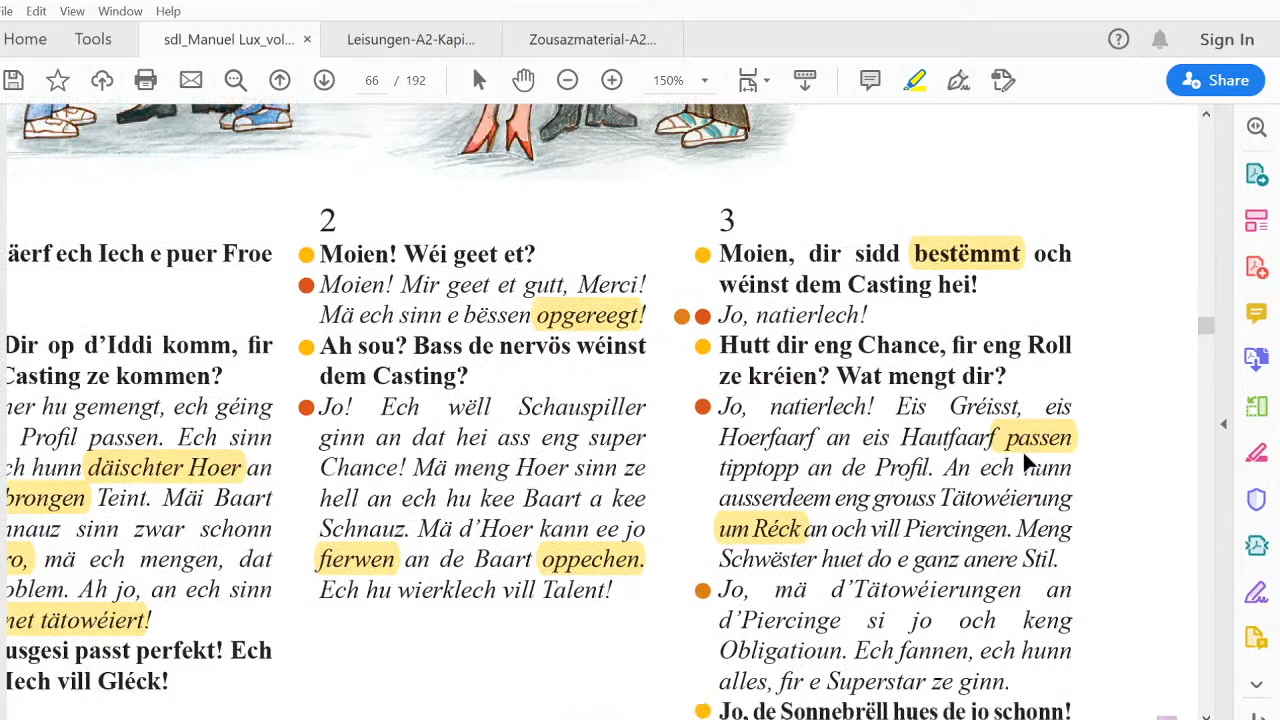 File Edit View Window Help
Home Tools sdl_Manuel Lux_vol... × Leisungen-A2-Kapi... Zousazmaterial-A2... Sign In
66 / 192 150% Share
äerf ech Iech e puer Froe
Dir op d’Iddi komm, fir
Casting ze kommen?
hu gemengt, ech géing
Profil passen. Ech sinn
hunn däischter Hoer an
Teint. Mäi Baart
sinn zwar schonn
mä ech mengen, dat
Ah jo, an ech sinn
net tätowéiert!
passt perfekt! Ech
Iech vill Gléck!
2
Moien! Wéi geet et?
Moien! Mir geet et gutt, Merci!
Mä ech sinn e bëssen opgereegt!
Ah sou? Bass de nervös wéinst
dem Casting?
Jo! Ech wëll Schauspiller
ginn an dat hei ass eng super
Chance! Mä meng Hoer sinn ze
hell an ech hu kee Baart a kee
Schnauz. Mä d’Hoer kann ee jo
fierwen an de Baart oppechen.
Ech hu wierklech vill Talent!
3
Moien, dir sidd bestëmmt och
wéinst dem Casting hei!
Jo, natierlech!
Hutt dir eng Chance, fir eng Roll
ze kréien? Wat mengt dir?
Jo, natierlech! Eis Gréisst, eis
Hoerfaarf an eis Hautfaarf passen
tipptopp an de Profil. An ech hunn
ausserdeem eng grouss Tätowéierung
um Réck an och vill Piercingen. Meng
Schwëster huet do e ganz anere Stil.
Jo, mä d’Tätowéierungen an
d’Piercinge si jo och keng
Obligatioun. Ech fannen, ech hunn
alles, fir e Superstar ze ginn.
Jo, de Sonnebrëll hues de jo schonn!